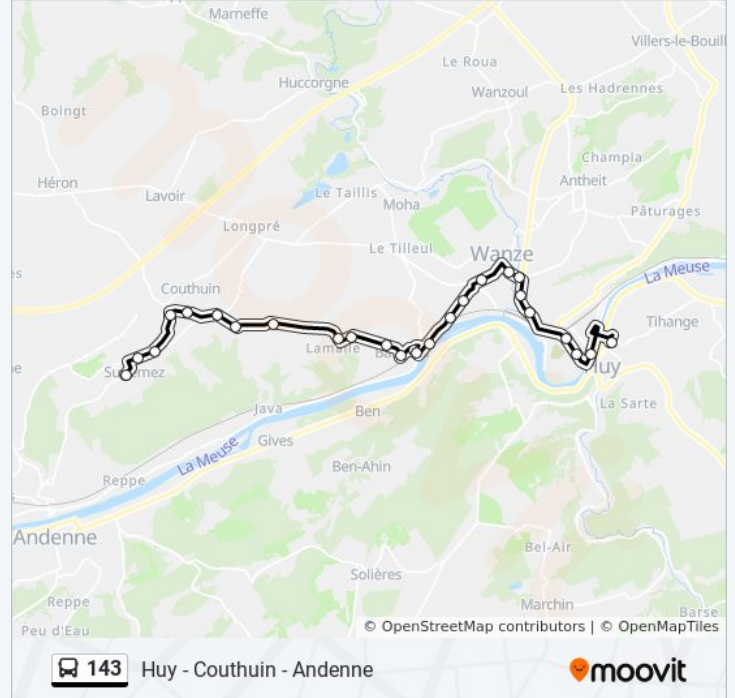 Marneffe
Villers-le-Bouill
Le Roua
Huccorgne
Wanzoul
Les Hadrennes
Boingt
Champla
Héron
Antheit
Lavoir
Le Taillis
Moha
Pâturages
Longpré
Le Tilleul
Wanze
es
La Meuse
Couthuin
Tihange
ne
La Sarte
Java
Ben
Gives
La Meuse
Ben-Ahin
Reppe
Andenne
Bel-Air
Solières
Reppe
Marchin
Barse
Peu d'Eau
© OpenStreetMap contributors | © OpenMapTiles
143 Huy - Couthuin - Andenne
moovit